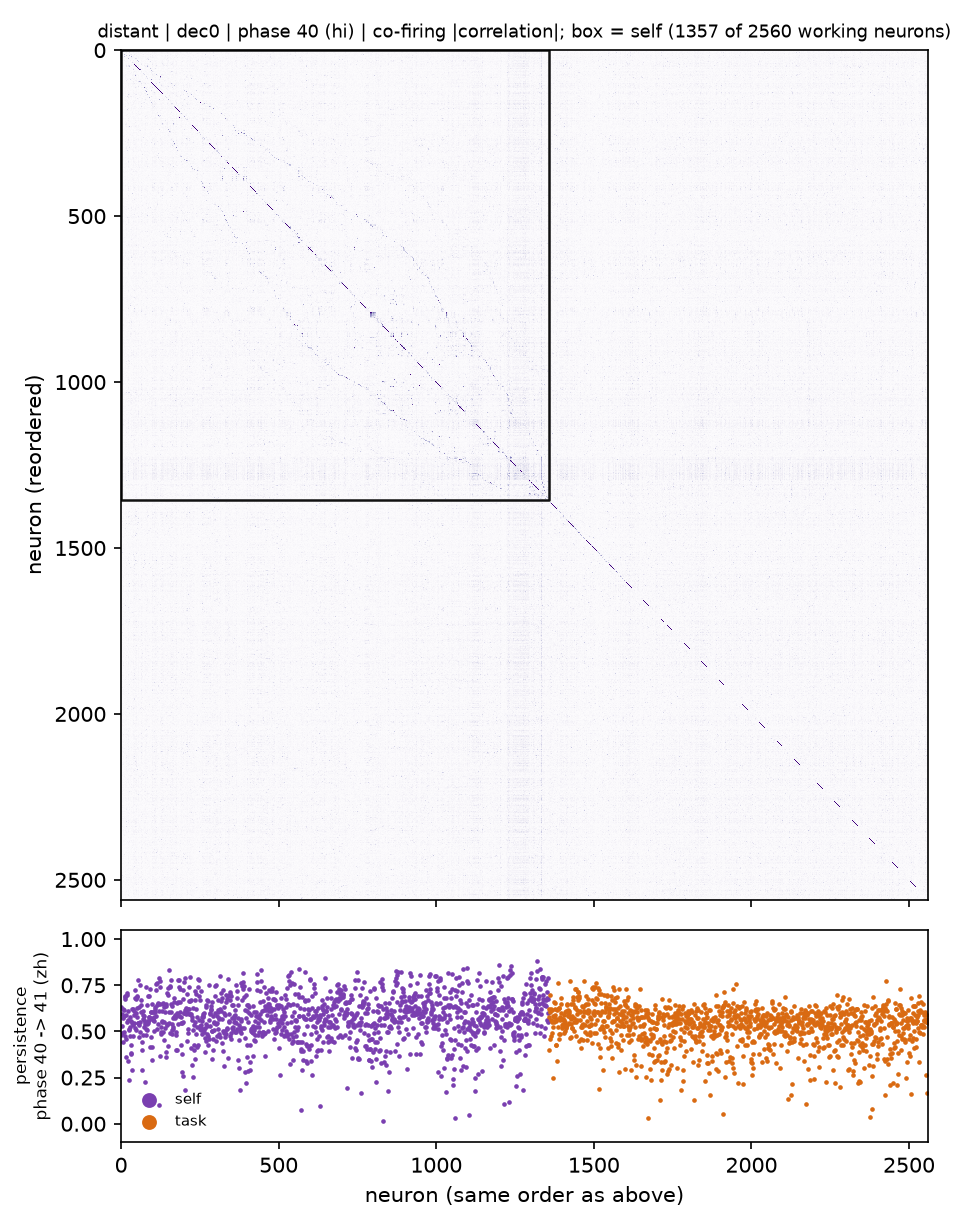 distant | dec0 | phase 40 (hi) | co-firing |correlation|; box = self (1357 of 2560 working neurons)
0
500
1000
1500
2000
2500
neuron (reordered)
1.00
0.75
0.50
0.25
0.00
persistence
phase 40 -> 41 (zh)
self
task
0
500
1000
1500
2000
2500
neuron (same order as above)